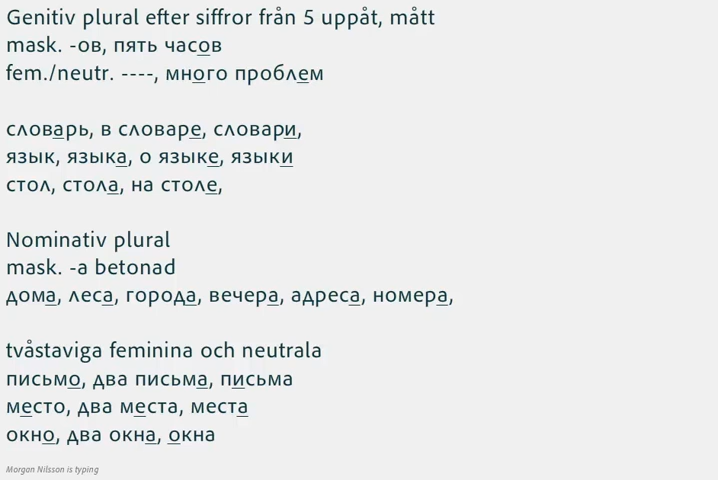 Genitiv plural efter siffror från 5 uppåt, mått
mask. -ов, пять часов
fem./neutr. ----, много проблем
словарь, в словаре, словари,
язык, языка, о языке, языки
стол, стола, на столе,
Nominativ plural
mask. -a betonad
дома, леса, города, вечера, адреса, номера,
tvåstaviga feminina och neutrala
письмо, два письма, письма
место, два места, места
окно, два окна, окна
Morgan Nilsson is typing